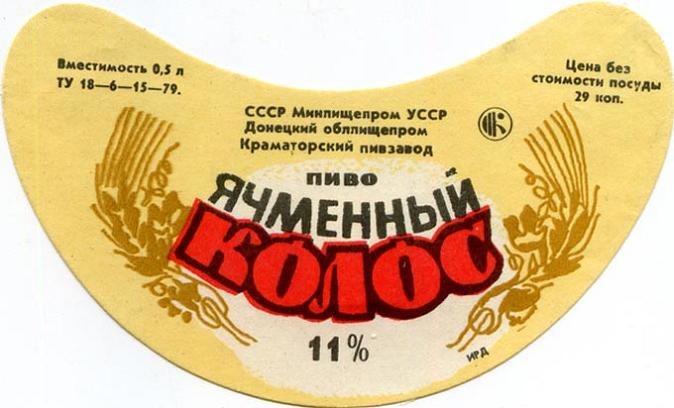 Вместимость 0,5 л
ТУ 18—6—15—79.
СССР Минпищепром УССР
Донецкий облпищепром
Краматорский пивзавод
Цена без
стоимости посуды
29 коп.
ПИВО
ЯЧМЕННЫЙ
КОЛОС
11%
ИРД